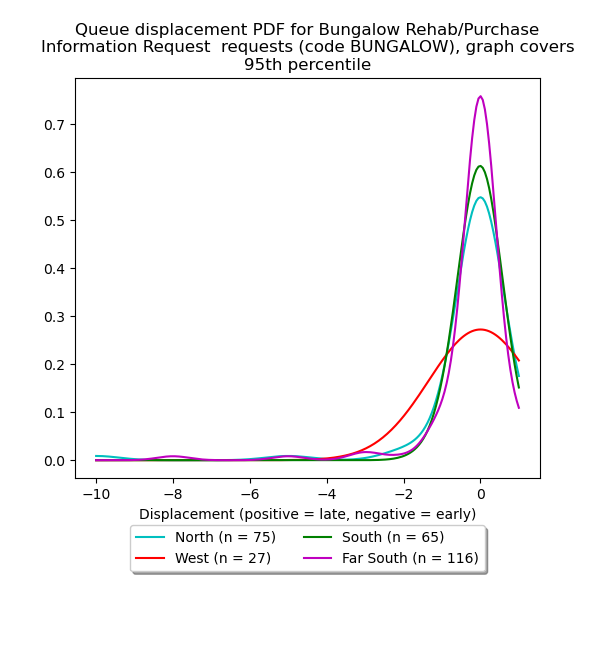 Queue displacement PDF for Bungalow Rehab/Purchase
Information Request  requests (code BUNGALOW), graph covers
95th percentile
0.7
0.6
0.5
0.4
0.3
0.2
0.1
0.0
−10
−8
−6
−4
−2
0
Displacement (positive = late, negative = early)
North (n = 75)
South (n = 65)
West (n = 27)
Far South (n = 116)